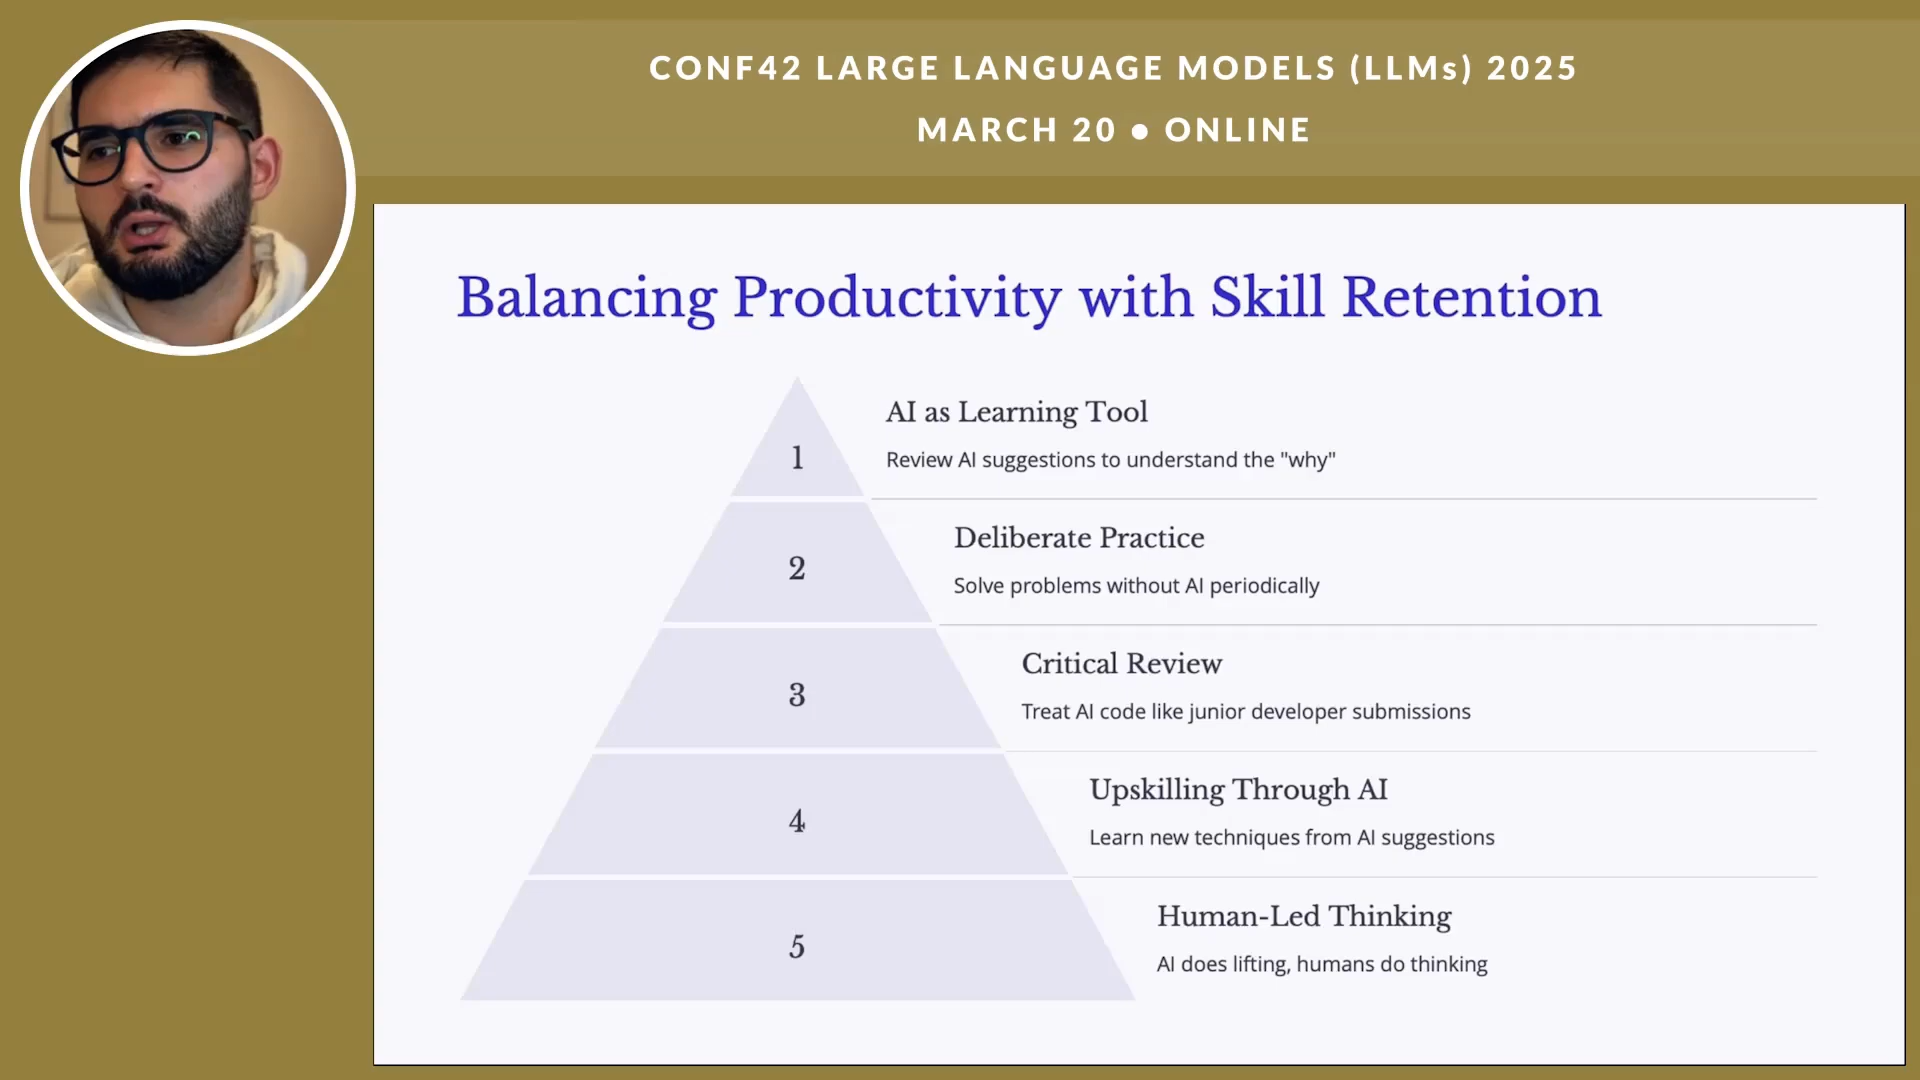 CONF42 LARGE LANGUAGE MODELS (LLMs) 2025
MARCH 20 ● ONLINE
Balancing Productivity with Skill Retention
1
AI as Learning Tool
Review AI suggestions to understand the "why"
2
Deliberate Practice
Solve problems without AI periodically
3
Critical Review
Treat AI code like junior developer submissions
4
Upskilling Through AI
Learn new techniques from AI suggestions
5
Human-Led Thinking
AI does lifting, humans do thinking